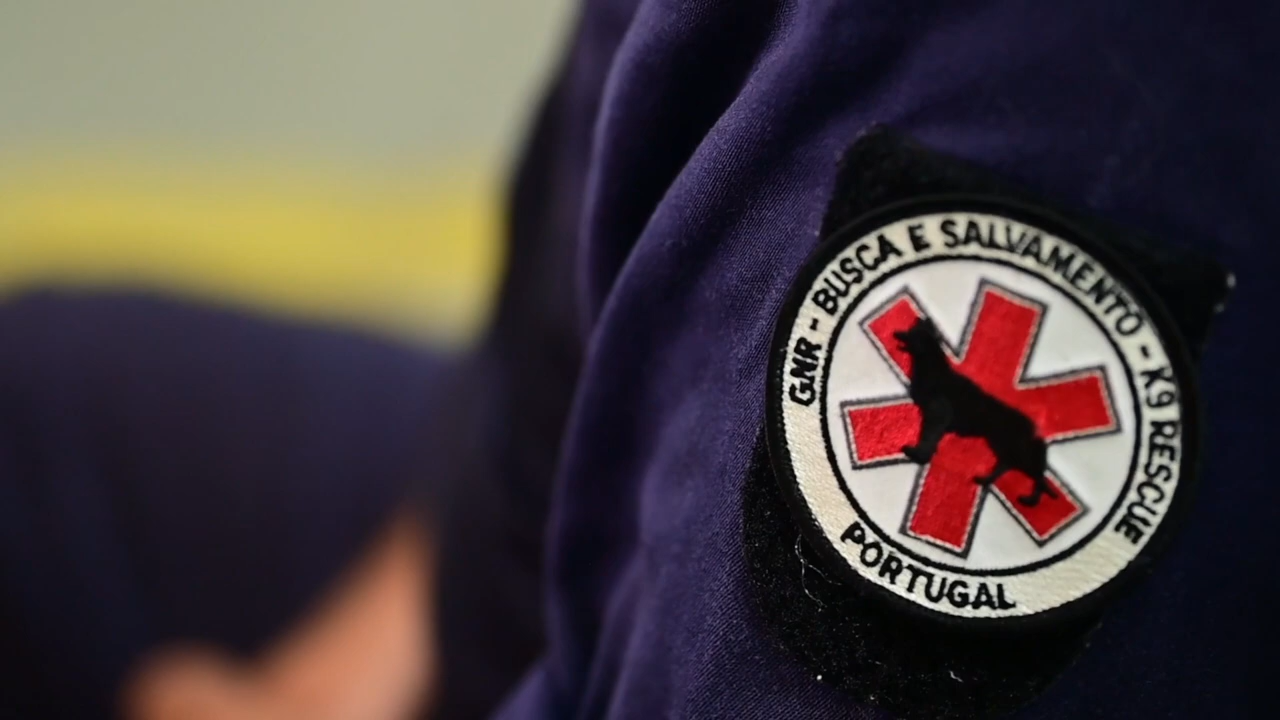 GNR - BUSCA E SALVAMENTO - K9 RESCUE
PORTUGAL